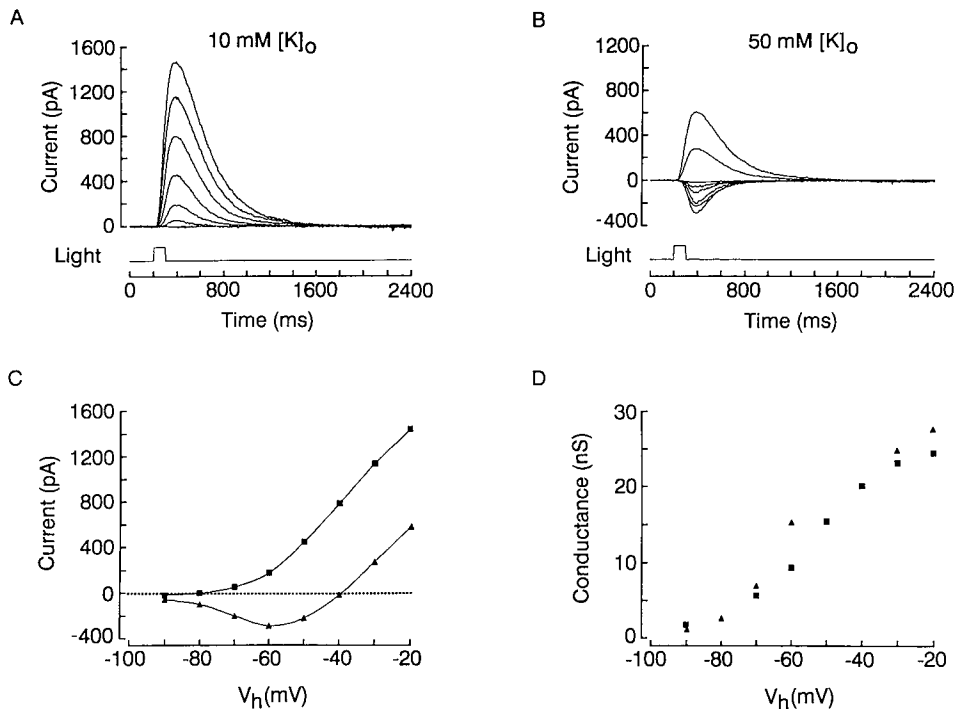 A
10 mM [K]o
1600
1200
800
400
0
Current (pA)
Light
0 800 1600 2400
Time (ms)
B
50 mM [K]o
1200
800
400
0
-400
Current (pA)
Light
0 800 1600 2400
Time (ms)
C
1600
1200
800
400
0
-400
Current (pA)
-100 -80 -60 -40 -20
Vh(mV)
D
30
20
10
0
Conductance (nS)
-100 -80 -60 -40 -20
Vh(mV)